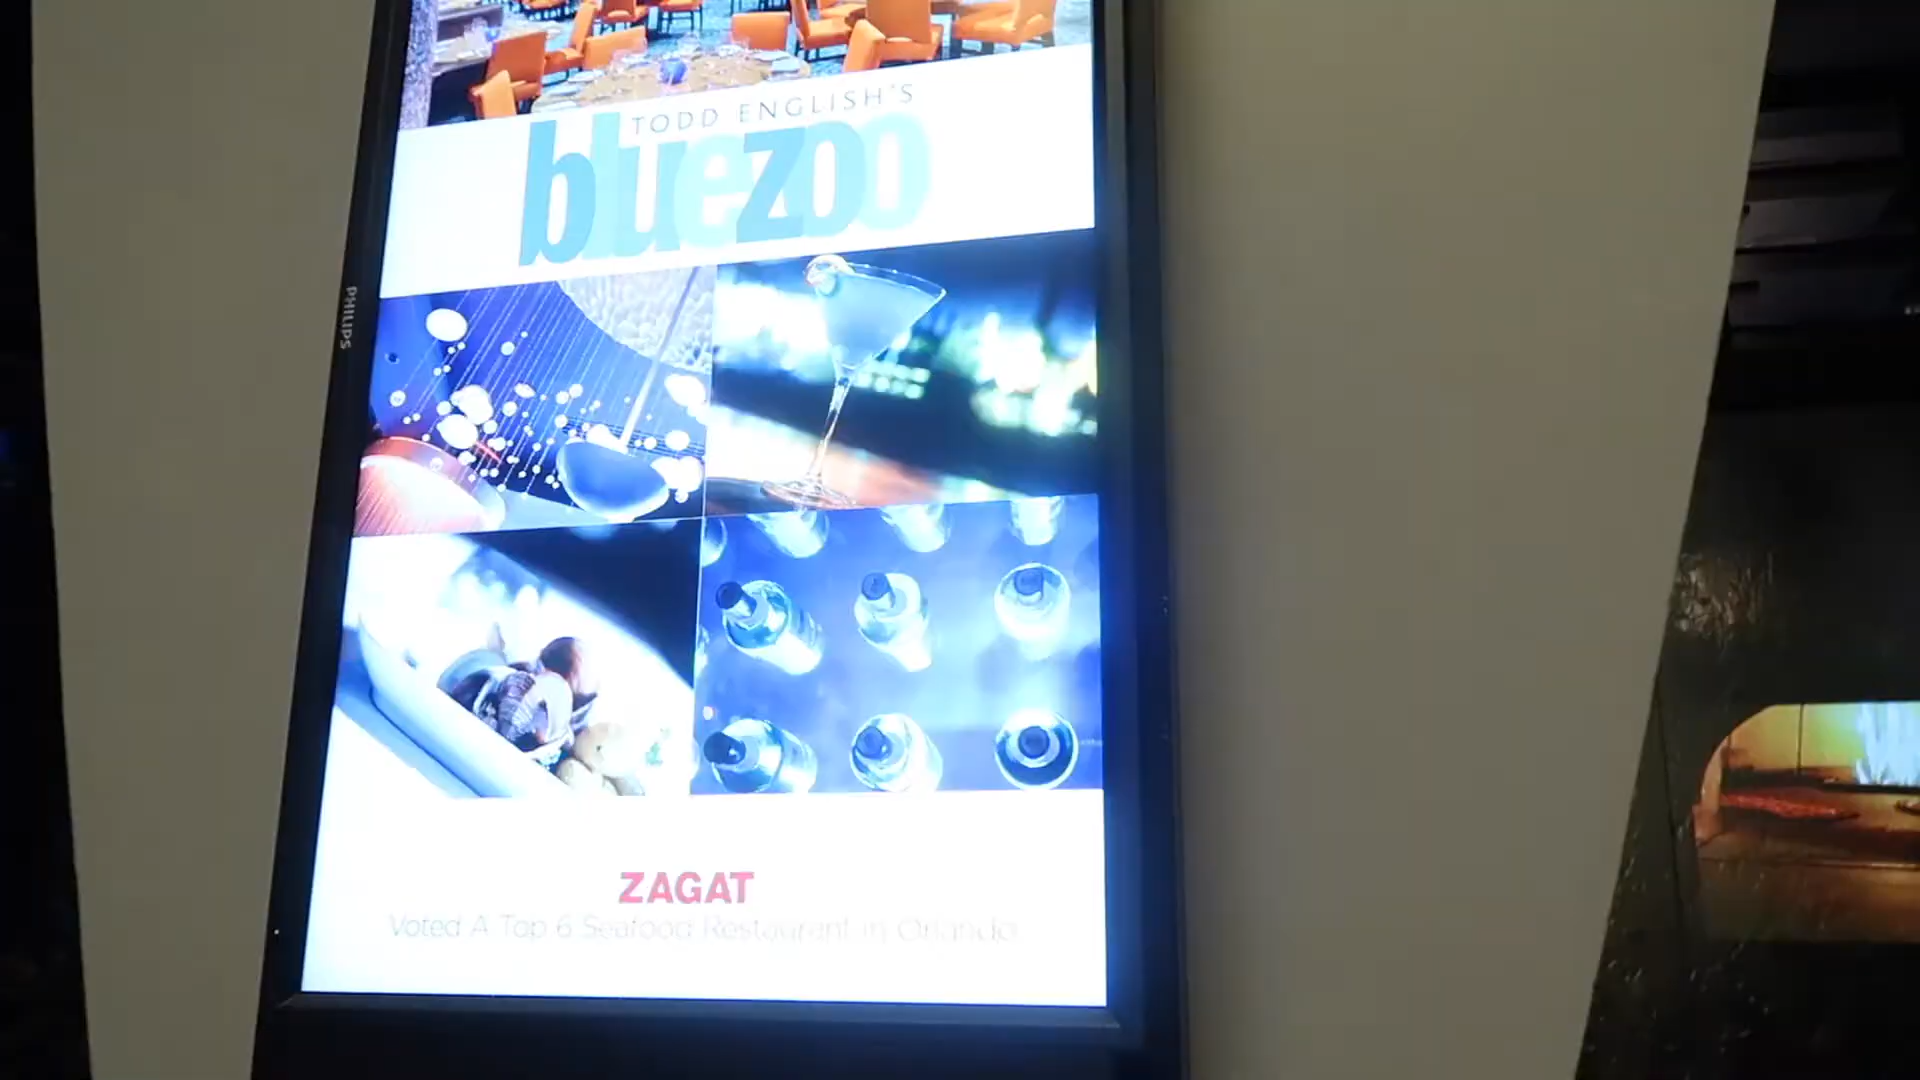 TODD ENGLISH'S
bluezoo
PHILIPS
ZAGAT
Voted A Top 6 Seafood Restaurant in Orlando